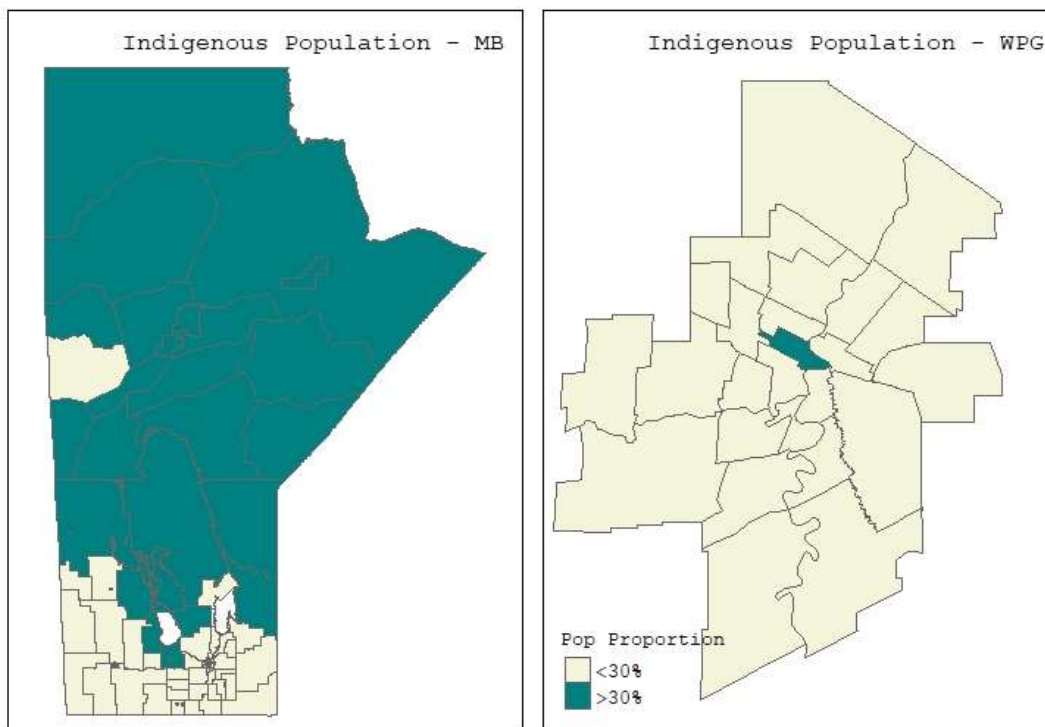 Indigenous Population - MB
Indigenous Population - WPG
Pop Proportion
<30%
>30%